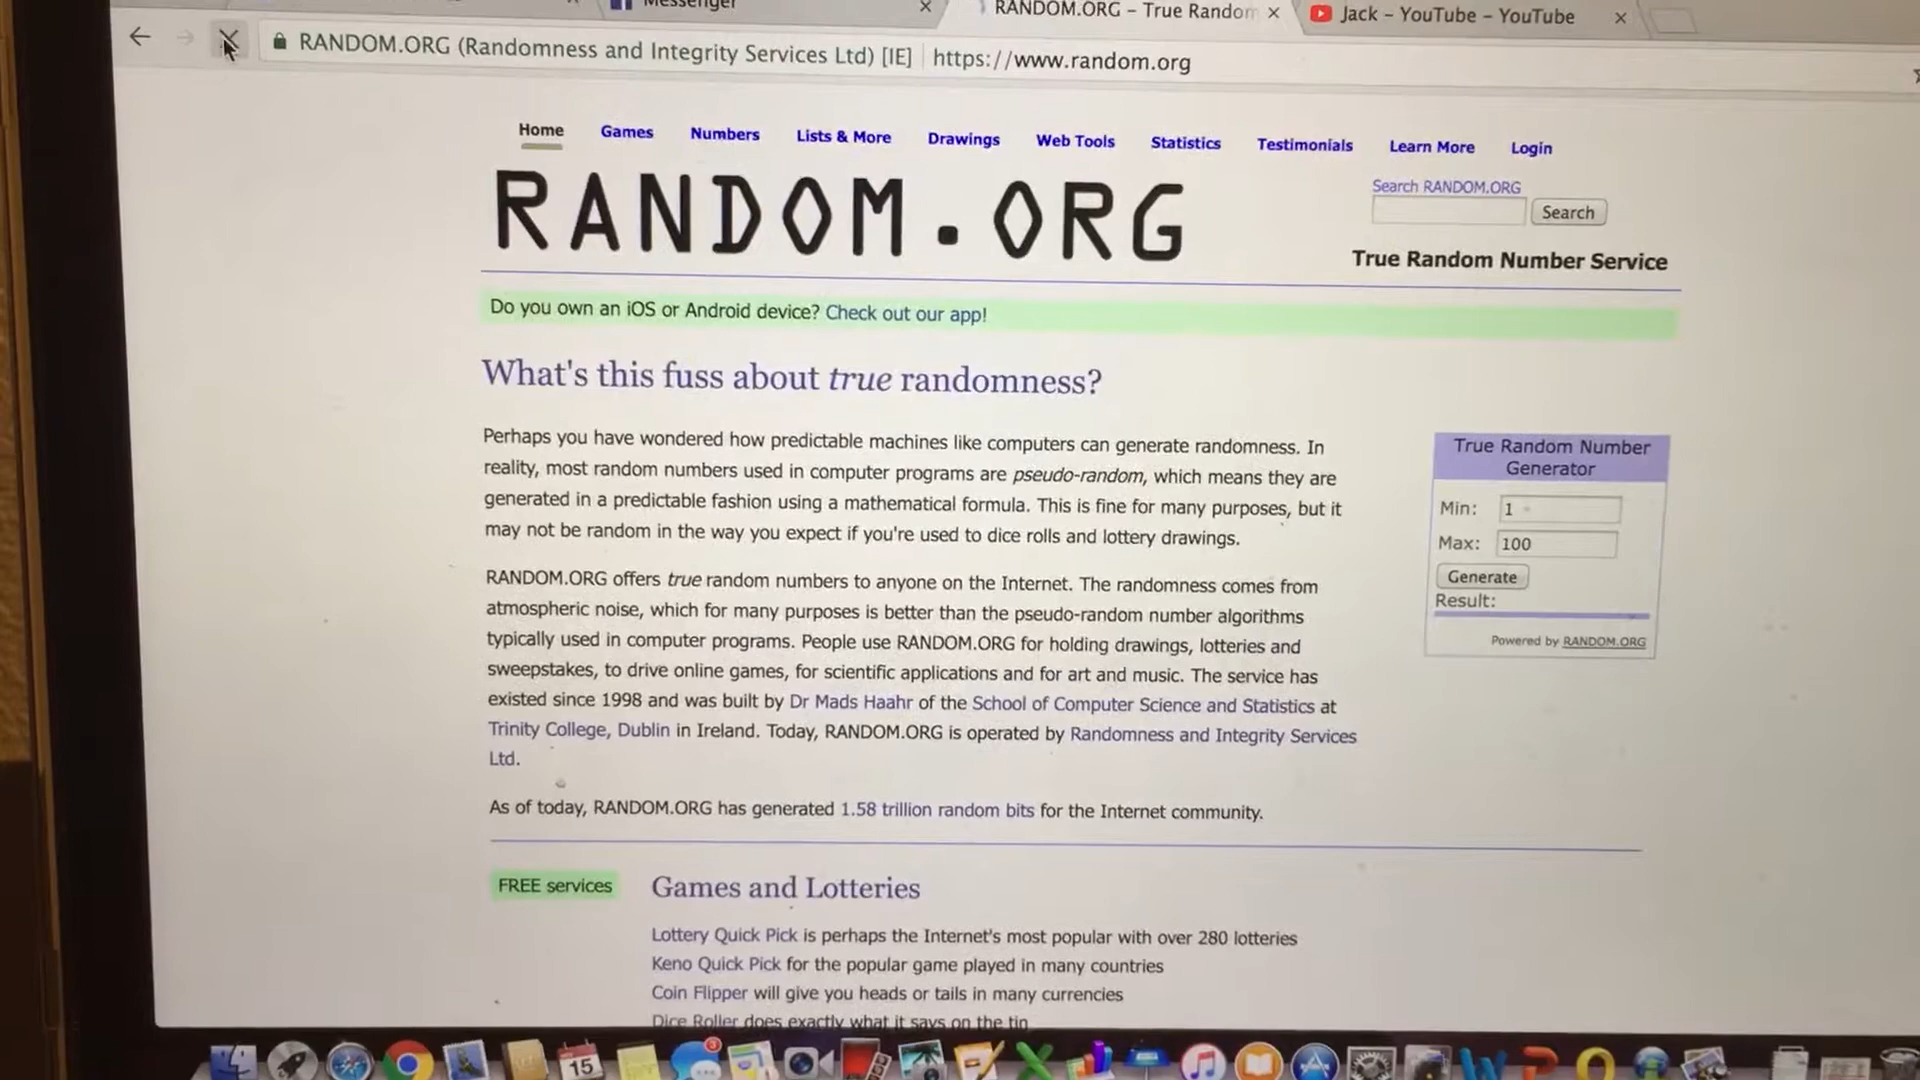 Messenger
RANDOM.ORG – True Random
Jack – YouTube – YouTube
RANDOM.ORG (Randomness and Integrity Services Ltd) [IE] https://www.random.org
Home Games Numbers Lists & More Drawings Web Tools Statistics Testimonials Learn More Login
RANDOM.ORG
Search RANDOM.ORG
Search
True Random Number Service
Do you own an iOS or Android device? Check out our app!
What's this fuss about true randomness?
Perhaps you have wondered how predictable machines like computers can generate randomness. In
reality, most random numbers used in computer programs are pseudo-random, which means they are
generated in a predictable fashion using a mathematical formula. This is fine for many purposes, but it
may not be random in the way you expect if you're used to dice rolls and lottery drawings.
RANDOM.ORG offers true random numbers to anyone on the Internet. The randomness comes from
atmospheric noise, which for many purposes is better than the pseudo-random number algorithms
typically used in computer programs. People use RANDOM.ORG for holding drawings, lotteries and
sweepstakes, to drive online games, for scientific applications and for art and music. The service has
existed since 1998 and was built by Dr Mads Haahr of the School of Computer Science and Statistics at
Trinity College, Dublin in Ireland. Today, RANDOM.ORG is operated by Randomness and Integrity Services
Ltd.
As of today, RANDOM.ORG has generated 1.58 trillion random bits for the Internet community.
True Random Number
Generator
Min: 1
Max: 100
Generate
Result:
Powered by RANDOM.ORG
FREE services
Games and Lotteries
Lottery Quick Pick is perhaps the Internet's most popular with over 280 lotteries
Keno Quick Pick for the popular game played in many countries
Coin Flipper will give you heads or tails in many currencies
Dice Roller does exactly what it says on the tin
3
15